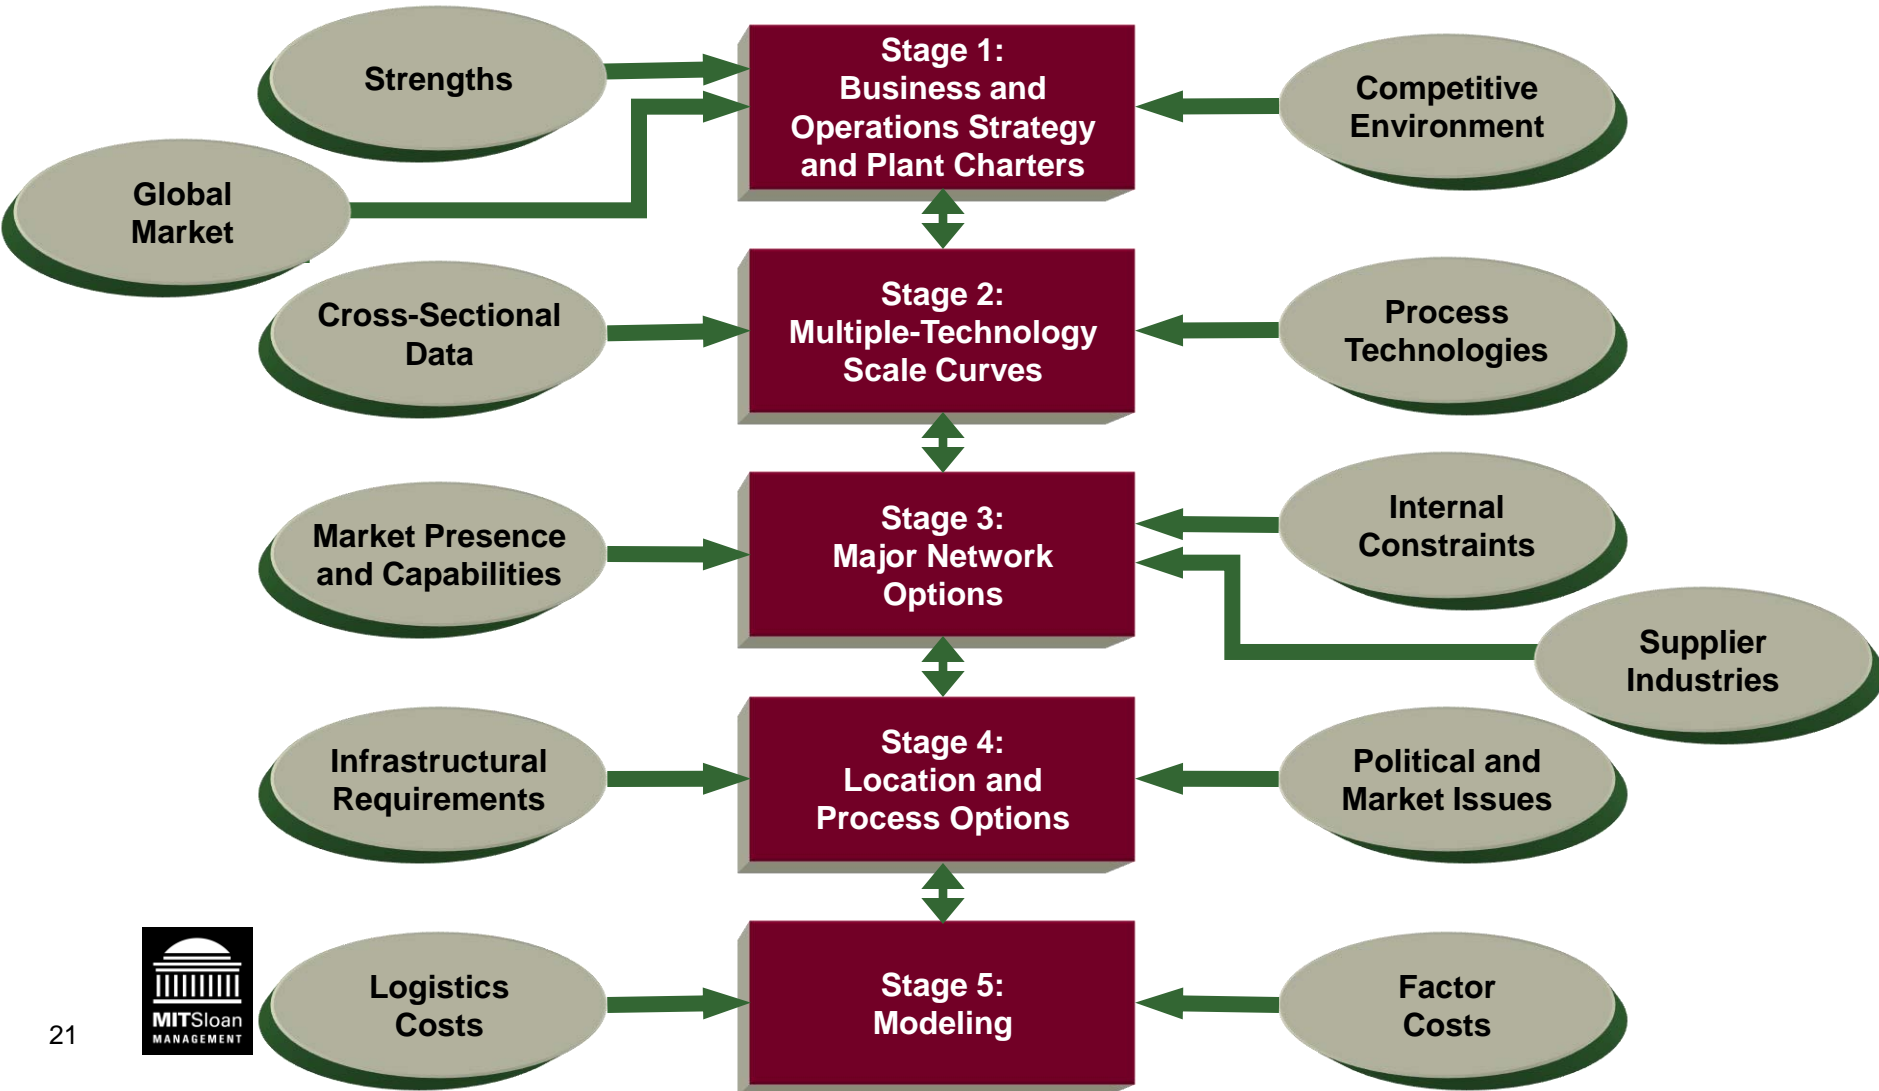 Strengths
Stage 1:
Business and
Operations Strategy
and Plant Charters
Competitive
Environment
Global
Market
Cross-Sectional
Data
Stage 2:
Multiple-Technology
Scale Curves
Process
Technologies
Market Presence
and Capabilities
Stage 3:
Major Network
Options
Internal
Constraints
Supplier
Industries
Infrastructural
Requirements
Stage 4:
Location and
Process Options
Political and
Market Issues
Logistics
Costs
Stage 5:
Modeling
Factor
Costs
21
MITSloan
MANAGEMENT